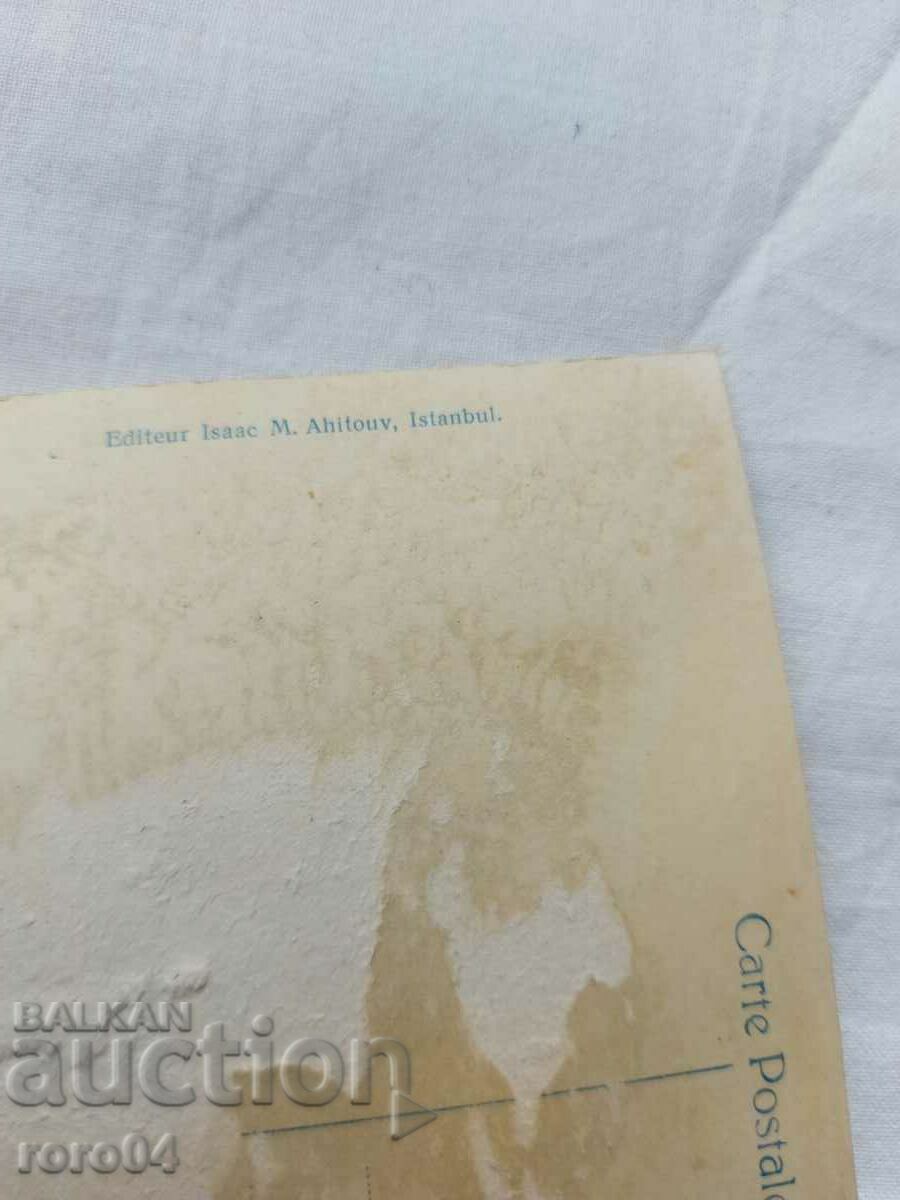 Editeur Isaac M. Ahitouv, Istanbul.
Carte Postale
BALKAN
auction
roro04